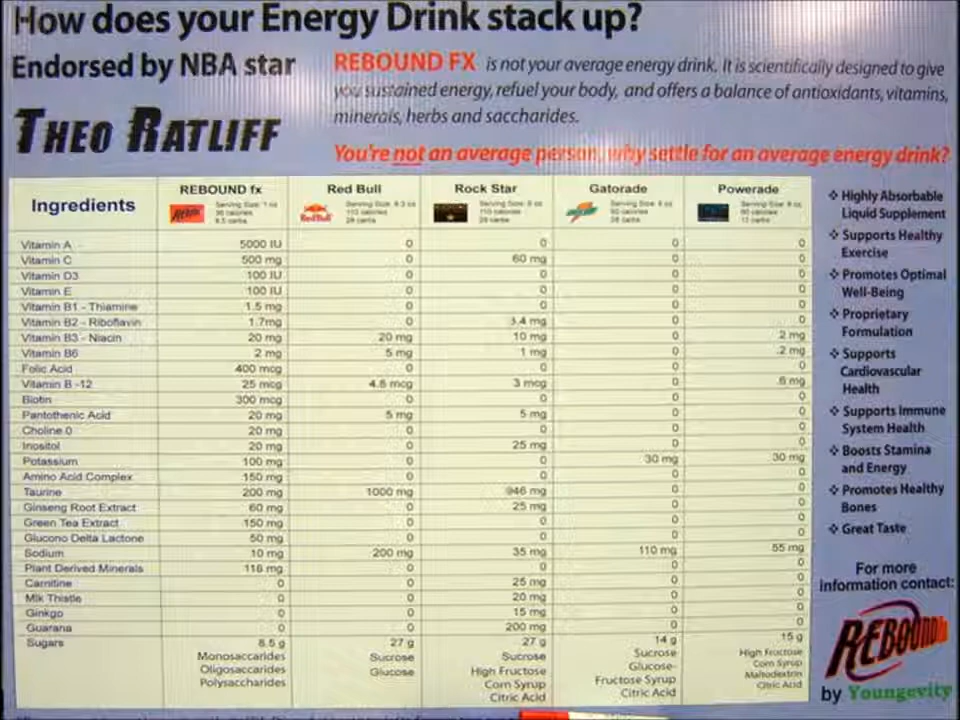 How does your Energy Drink stack up?
Endorsed by NBA star
THEO RATLIFF
REBOUND FX is not your average energy drink. It is scientifically designed to give
you sustained energy, refuel your body, and offers a balance of antioxidants, vitamins,
minerals, herbs and saccharides.
You're not an average person, why settle for an average energy drink?
Ingredients REBOUND fx Red Bull Rock Star Gatorade Powerade
Vitamin A 5000 IU 0 0 0 0
Vitamin C 500 mg 0 60 mg 0 0
Vitamin D3 100 IU 0 0 0 0
Vitamin E 100 IU 0 0 0 0
Vitamin B1 - Thiamine 1.5 mg 0 0 0 0
Vitamin B2 - Riboflavin 1.7mg 0 3.4 mg 0 0
Vitamin B3 - Niacin 20 mg 20 mg 10 mg 0 2 mg
Vitamin B6 2 mg 5 mg 1 mg 0 .2 mg
Folic Acid 400 mcg 0 0 0 0
Vitamin B -12 25 mcg 4.8 mcg 3 mcg 0 .6 mg
Biotin 300 mcg 0 0 0 0
Pantothenic Acid 20 mg 5 mg 5 mg 0 0
Choline 0 20 mg 0 0 0 0
Inositol 20 mg 0 25 mg 0 0
Potassium 100 mg 0 0 30 mg 30 mg
Amino Acid Complex 150 mg 0 0 0 0
Taurine 200 mg 1000 mg 946 mg 0 0
Ginseng Root Extract 60 mg 0 25 mg 0 0
Green Tea Extract 150 mg 0 0 0 0
Glucono Delta Lactone 50 mg 0 0 0 0
Sodium 10 mg 200 mg 35 mg 110 mg 55 mg
Plant Derived Minerals 118 mg 0 0 0 0
Carnitine 0 0 25 mg 0 0
Mlk Thistle 0 0 20 mg 0 0
Ginkgo 0 0 15 mg 0 0
Guarana 0 0 200 mg 0 0
Sugars 8.5 g 27 g 27 g 14 g 15 g
Monosaccarides Sucrose Sucrose Sucrose High Fructose
Oligosaccarides Glucose High Fructose Glucose- Corn Syrup
Polysaccharides Corn Syrup Fructose Syrup Maltodextrin
Citric Acid Citric Acid Citric Acid
Highly Absorbable
Liquid Supplement
Supports Healthy
Exercise
Promotes Optimal
Well-Being
Proprietary
Formulation
Supports
Cardiovascular
Health
Supports Immune
System Health
Boosts Stamina
and Energy
Promotes Healthy
Bones
Great Taste
For more
information contact:
REBOUND
by Youngevity